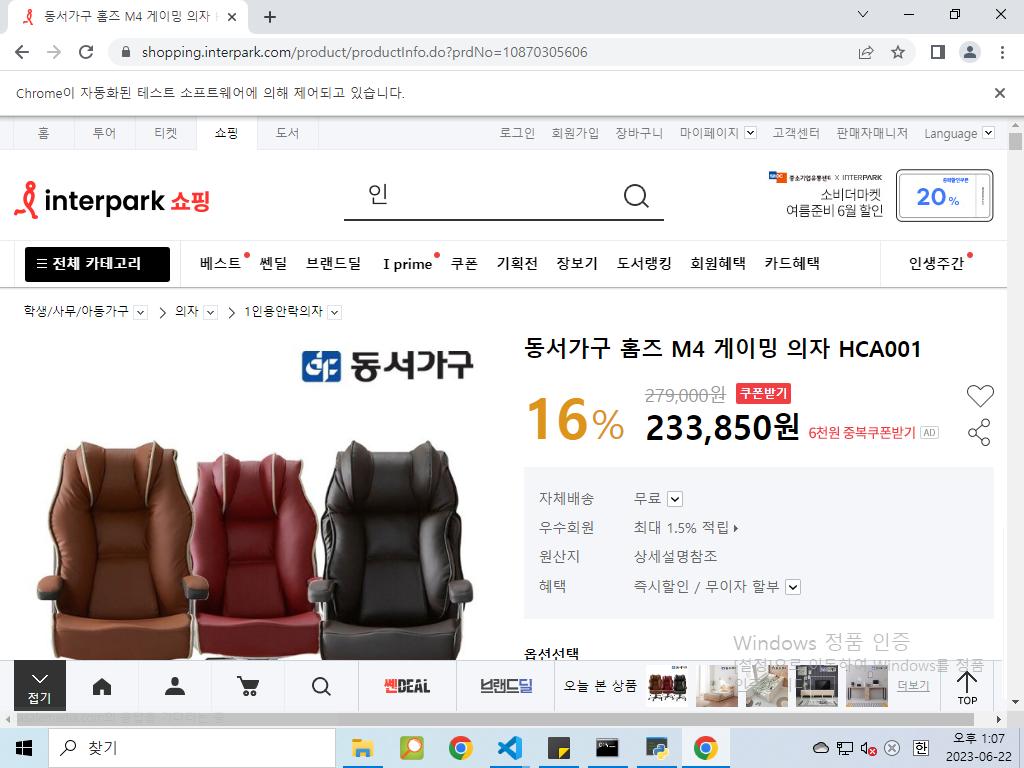 동서가구 홈즈 M4 게이밍 의자
shopping.interpark.com/product/productInfo.do?prdNo=10870305606
Chrome이 자동화된 테스트 소프트웨어에 의해 제어되고 있습니다.
홈 투어 티켓 쇼핑 도서 로그인 회원가입 장바구니 마이페이지 고객센터 판매자매니저 Language
interpark 쇼핑
인
중소기업유통센터 X INTERPARK
소비더마켓
여름준비 6월 할인
20%
전체 카테고리 베스트 쎈딜 브랜드딜 I prime 쿠폰 기획전 장보기 도서랭킹 회원혜택 카드혜택 인생주간
학생/사무/아동가구 > 의자 > 1인용안락의자
동서가구
동서가구 홈즈 M4 게이밍 의자 HCA001
16%
279,000원 쿠폰받기
233,850원 6천원 중복쿠폰받기 AD
자체배송 무료
우수회원 최대 1.5% 적립
원산지 상세설명참조
혜택 즉시할인 / 무이자 할부
옵션선택
Windows 정품 인증
[설정]으로 이동하여 Windows를 정품
접기
쎈DEAL
브랜드딜
오늘 본 상품
더보기
TOP
찾기
한
오후 1:07
2023-06-22